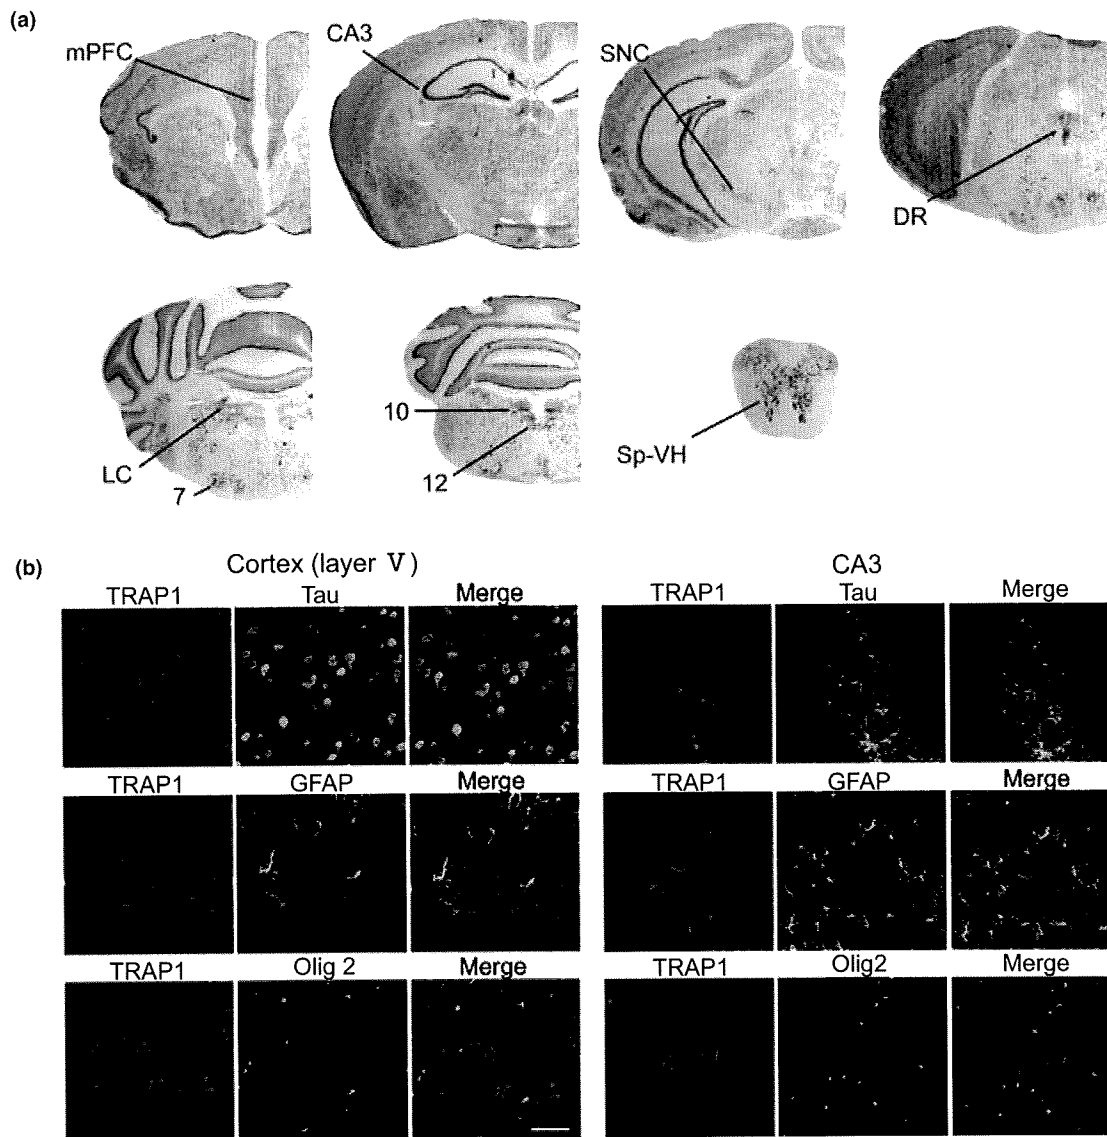 (a)
mPFC
CA3
SNC
DR
LC
7
10
12
Sp-VH
(b)
Cortex (layer Ⅴ)
CA3
TRAP1 Tau Merge TRAP1 Tau Merge
TRAP1 GFAP Merge TRAP1 GFAP Merge
TRAP1 Olig 2 Merge TRAP1 Olig2 Merge